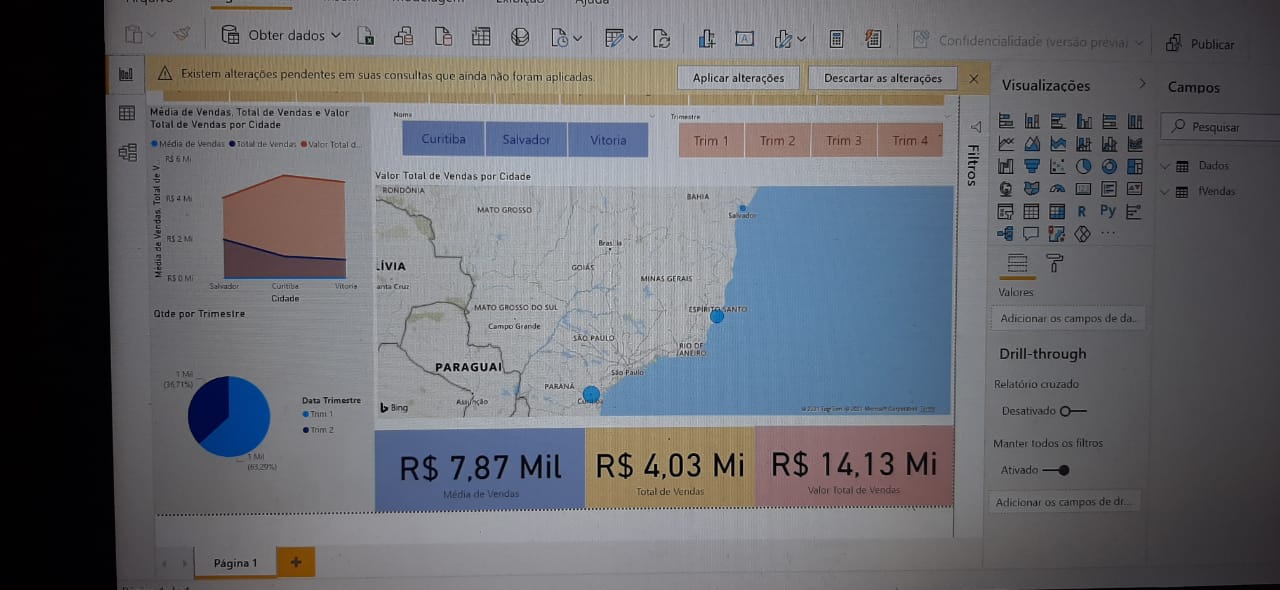 Arquivo
Modelagem
Exibição
Ajuda
Obter dados
Confidencialidade (versão prévia)
Publicar
Existem alterações pendentes em suas consultas que ainda não foram aplicadas.
Aplicar alterações
Descartar as alterações
Média de Vendas, Total de Vendas e Valor
Total de Vendas por Cidade
Média de Vendas Total de Vendas Valor Total d...
Média de Vendas, Total de V...
R$ 6 Mi
R$ 4 Mi
R$ 2 Mi
R$ 0 Mi
Salvador
Curitiba
Vitoria
Cidade
Qtde por Trimestre
1 Mil
(36,71%)
1 Mil
(63,29%)
Data Trimestre
Trim 1
Trim 2
Nome
Curitiba
Salvador
Vitoria
Trimestre
Trim 1
Trim 2
Trim 3
Trim 4
Valor Total de Vendas por Cidade
RONDÔNIA
MATO GROSSO
BAHIA
Salvador
GOIÁS
LÍVIA
anta Cruz
MINAS GERAIS
MATO GROSSO DO SUL
Campo Grande
ESPÍRITO SANTO
SÃO PAULO
RIO DE
JANEIRO
São Paulo
PARAGUAI
PARANÁ
Assunção
Curitiba
Bing
© 2021 TomTom, © 2021 Microsoft Corporation Terms
R$ 7,87 Mil
Média de Vendas
R$ 4,03 Mi
Total de Vendas
R$ 14,13 Mi
Valor Total de Vendas
Página 1
Filtros
Visualizações
R
Py
Valores
Adicionar os campos de da...
Drill-through
Relatório cruzado
Desativado
Manter todos os filtros
Ativado
Adicionar os campos de dr...
Campos
Pesquisar
Dados
fVendas